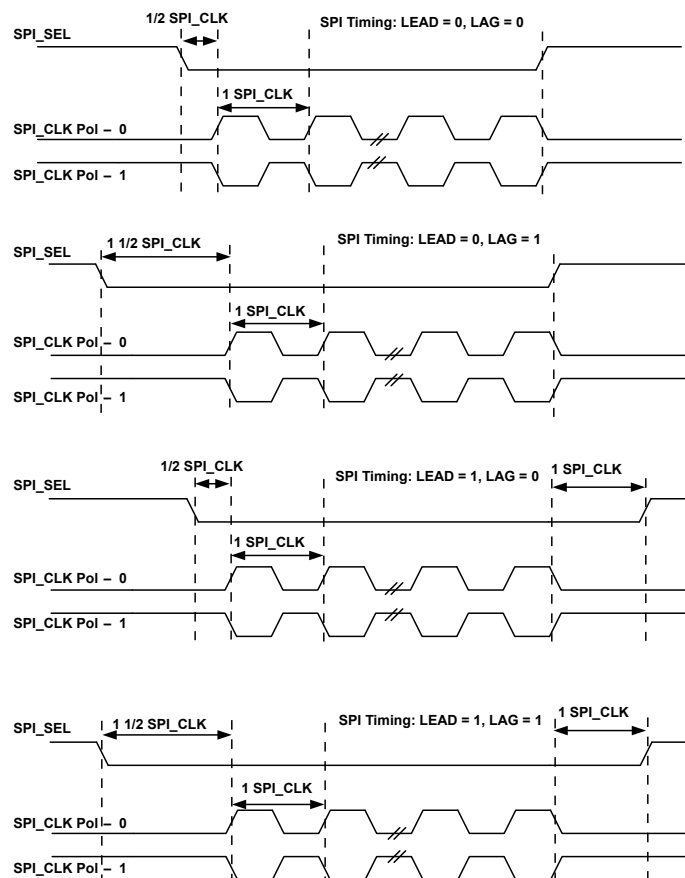 1/2 SPI_CLK
SPI Timing: LEAD = 0, LAG = 0
SPI_SEL
1 SPI_CLK
SPI_CLK Pol – 0
SPI_CLK Pol – 1
SPI Timing: LEAD = 0, LAG = 1
SPI_SEL
1 1/2 SPI_CLK
1 SPI_CLK
SPI_CLK Pol – 0
SPI_CLK Pol – 1
1/2 SPI_CLK
SPI Timing: LEAD = 1, LAG = 0
1 SPI_CLK
SPI_SEL
1 SPI_CLK
SPI_CLK Pol – 0
SPI_CLK Pol – 1
SPI_SEL
1 1/2 SPI_CLK
SPI Timing: LEAD = 1, LAG = 1
1 SPI_CLK
1 SPI_CLK
SPI_CLK Pol – 0
SPI_CLK Pol – 1